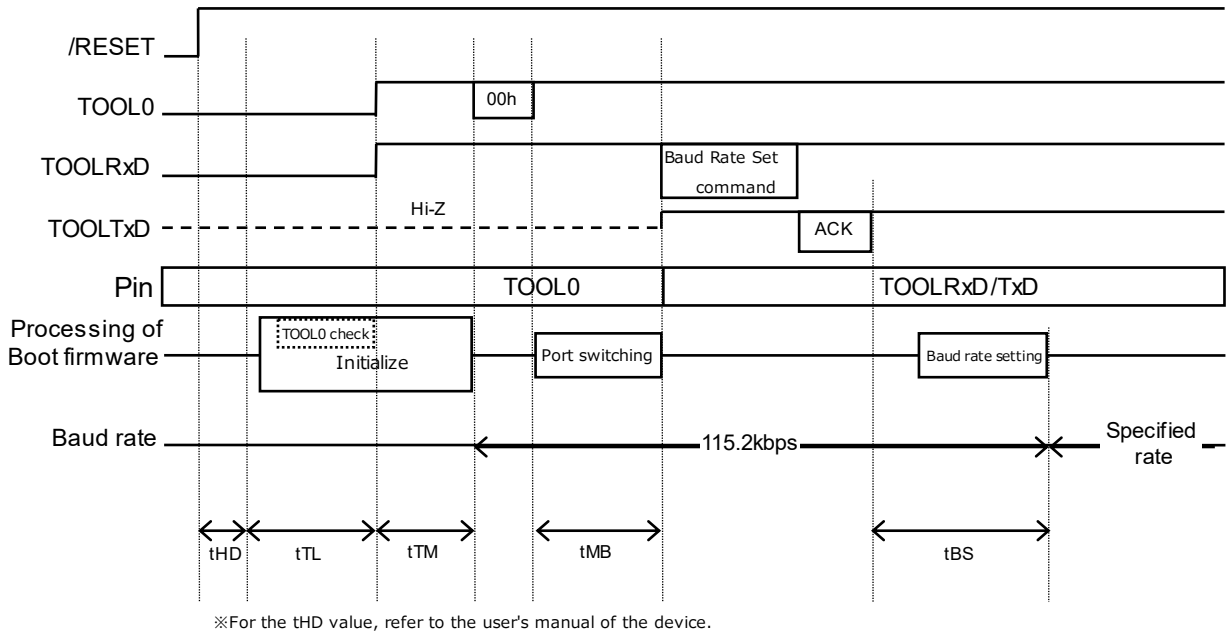 /RESET
TOOL0
00h
TOOLRxD
Baud Rate Set
command
Hi-Z
TOOLTxD
ACK
Pin
TOOL0
TOOLRxD/TxD
Processing of
Boot firmware
TOOL0 check
Initialize
Port switching
Baud rate setting
Baud rate
115.2kbps
Specified
rate
tHD
tTL
tTM
tMB
tBS
※For the tHD value, refer to the user's manual of the device.